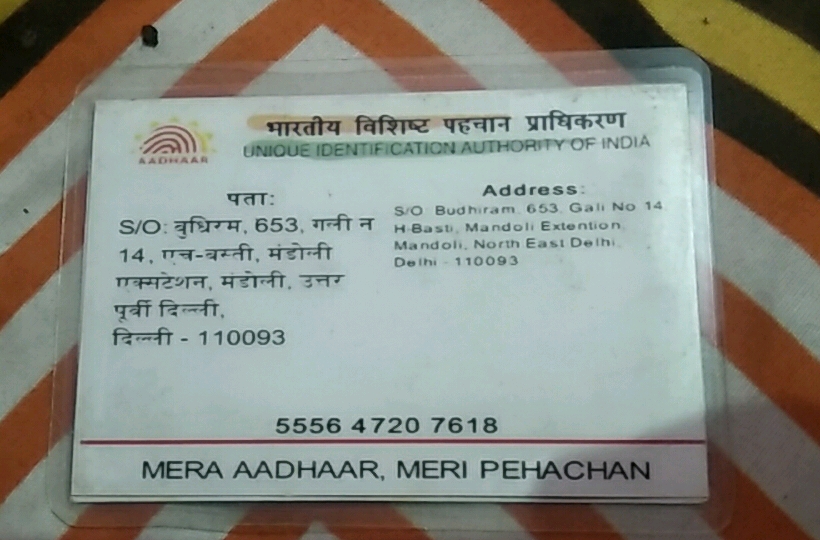 भारतीय विशिष्ट पहचान प्राधिकरण
AADHAAR
UNIQUE IDENTIFICATION AUTHORITY OF INDIA
पता:
S/O: बुधिरम, 653, गली न
14, एच-बस्ती, मंडोली
एक्सटेशन, मंडोली, उत्तर
पूर्वी दिल्ली,
दिल्ली - 110093
Address:
S/O: Budhiram, 653, Gali No 14
H-Basti, Mandoli Extention,
Mandoli, North East Delhi,
Delhi - 110093
5556 4720 7618
MERA AADHAAR, MERI PEHACHAN